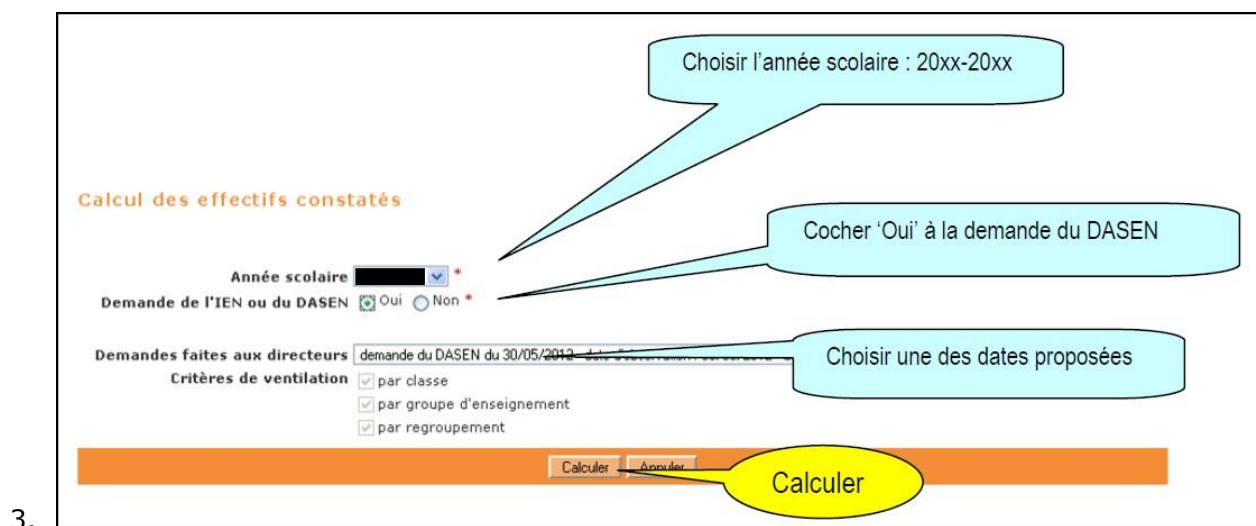 Choisir l'année scolaire : 20xx-20xx
Calcul des effectifs constatés
Cocher 'Oui' à la demande du DASEN
Année scolaire *
Demande de l'IEN ou du DASEN Oui Non *
Demandes faites aux directeurs demande du DASEN du 30/05/2012
Choisir une des dates proposées
Critères de ventilation par classe
par groupe d'enseignement
par regroupement
Calculer Annuler
Calculer
3.